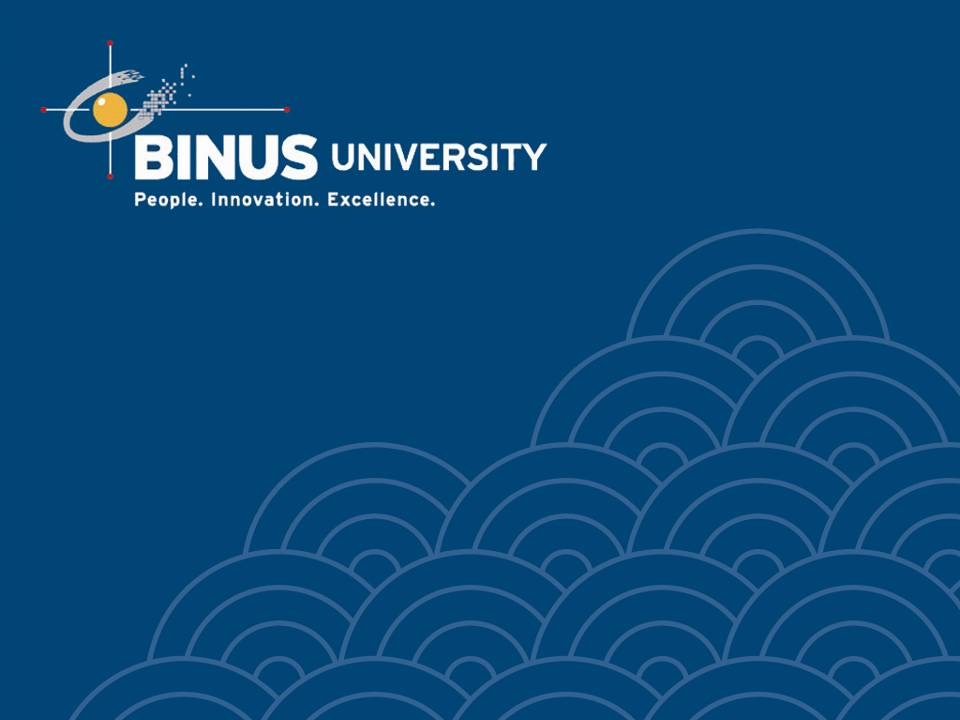 BINUS UNIVERSITY
People. Innovation. Excellence.